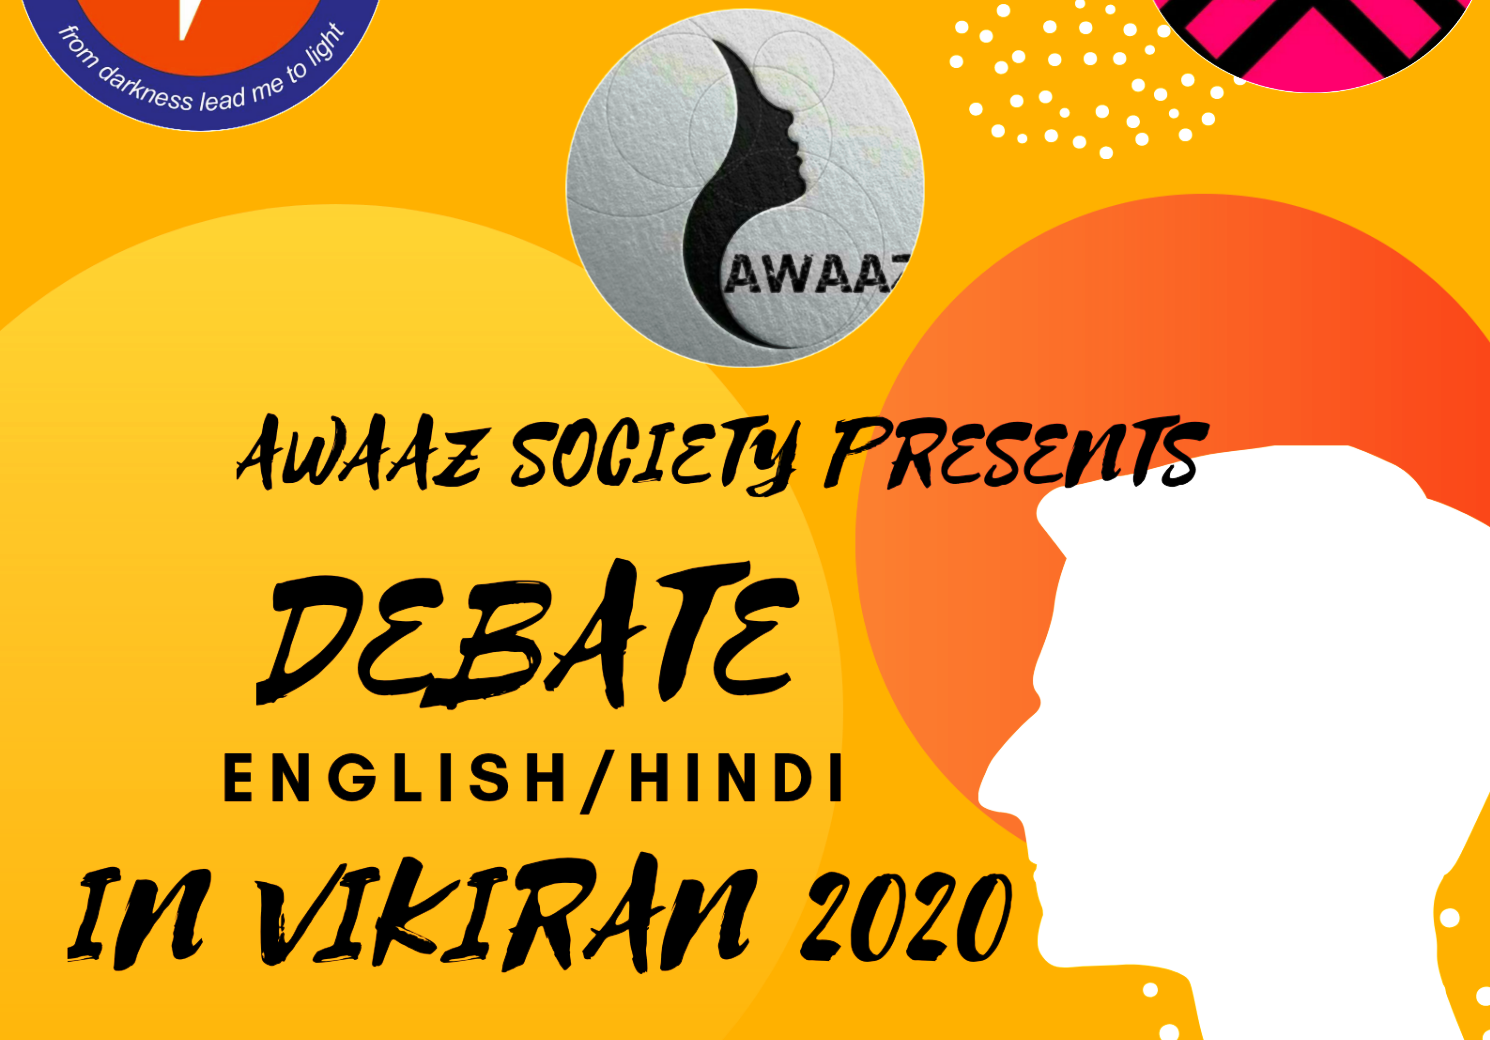 from darkness lead me to light
AWAAZ
AWAAZ SOCIETY PRESENTS
DEBATE
ENGLISH/HINDI
IN VIKIRAN 2020